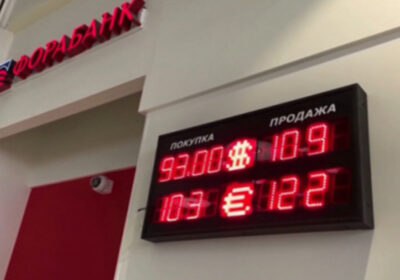 ФОРАБАНК
ПОКУПКА ПРОДАЖА
93.00 $ 109
103 € 122